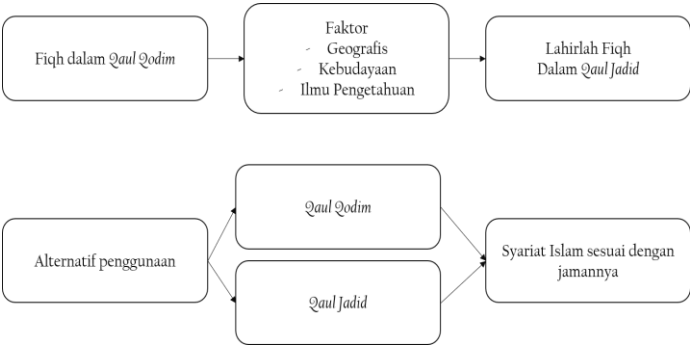 Fiqh dalam Qaul Qodim
Faktor
- Geografis
- Kebudayaan
- Ilmu Pengetahuan
Lahirlah Fiqh
Dalam Qaul Jadid
Alternatif penggunaan
Qaul Qodim
Qaul Jadid
Syariat Islam sesuai dengan
jamannya